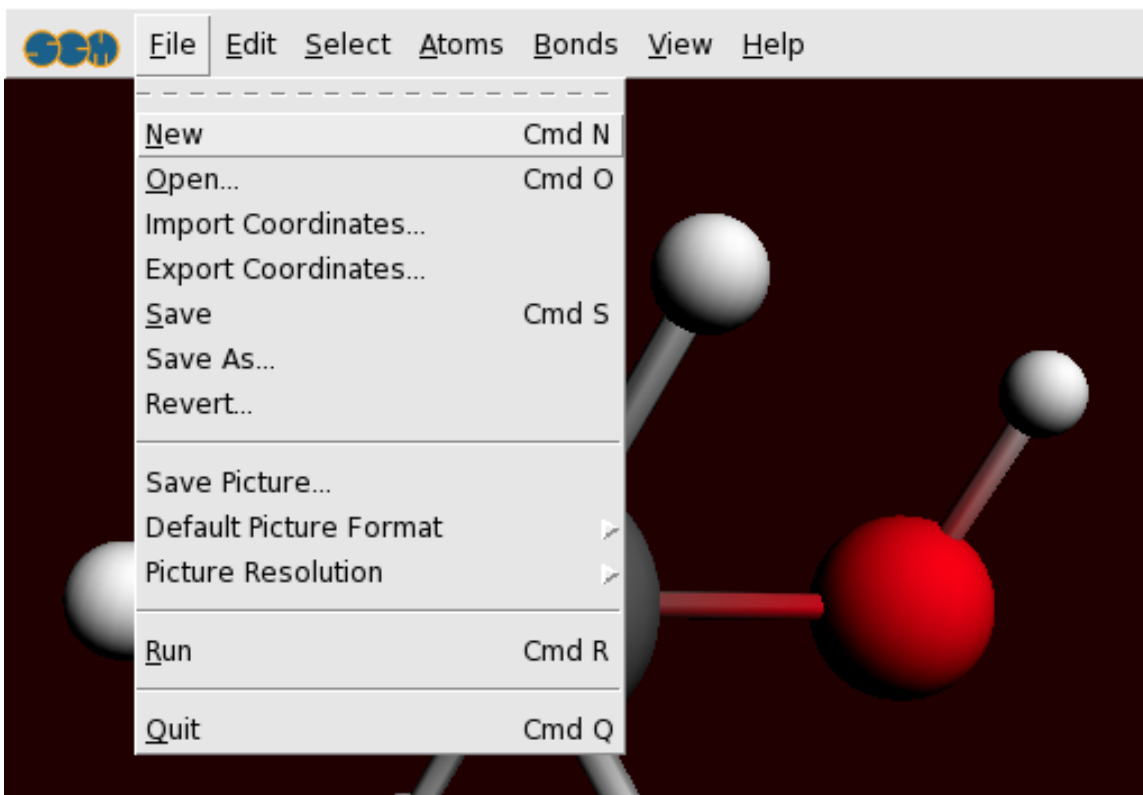 SCM File Edit Select Atoms Bonds View Help
New Cmd N
Open... Cmd O
Import Coordinates...
Export Coordinates...
Save Cmd S
Save As...
Revert...
Save Picture...
Default Picture Format
Picture Resolution
Run Cmd R
Quit Cmd Q